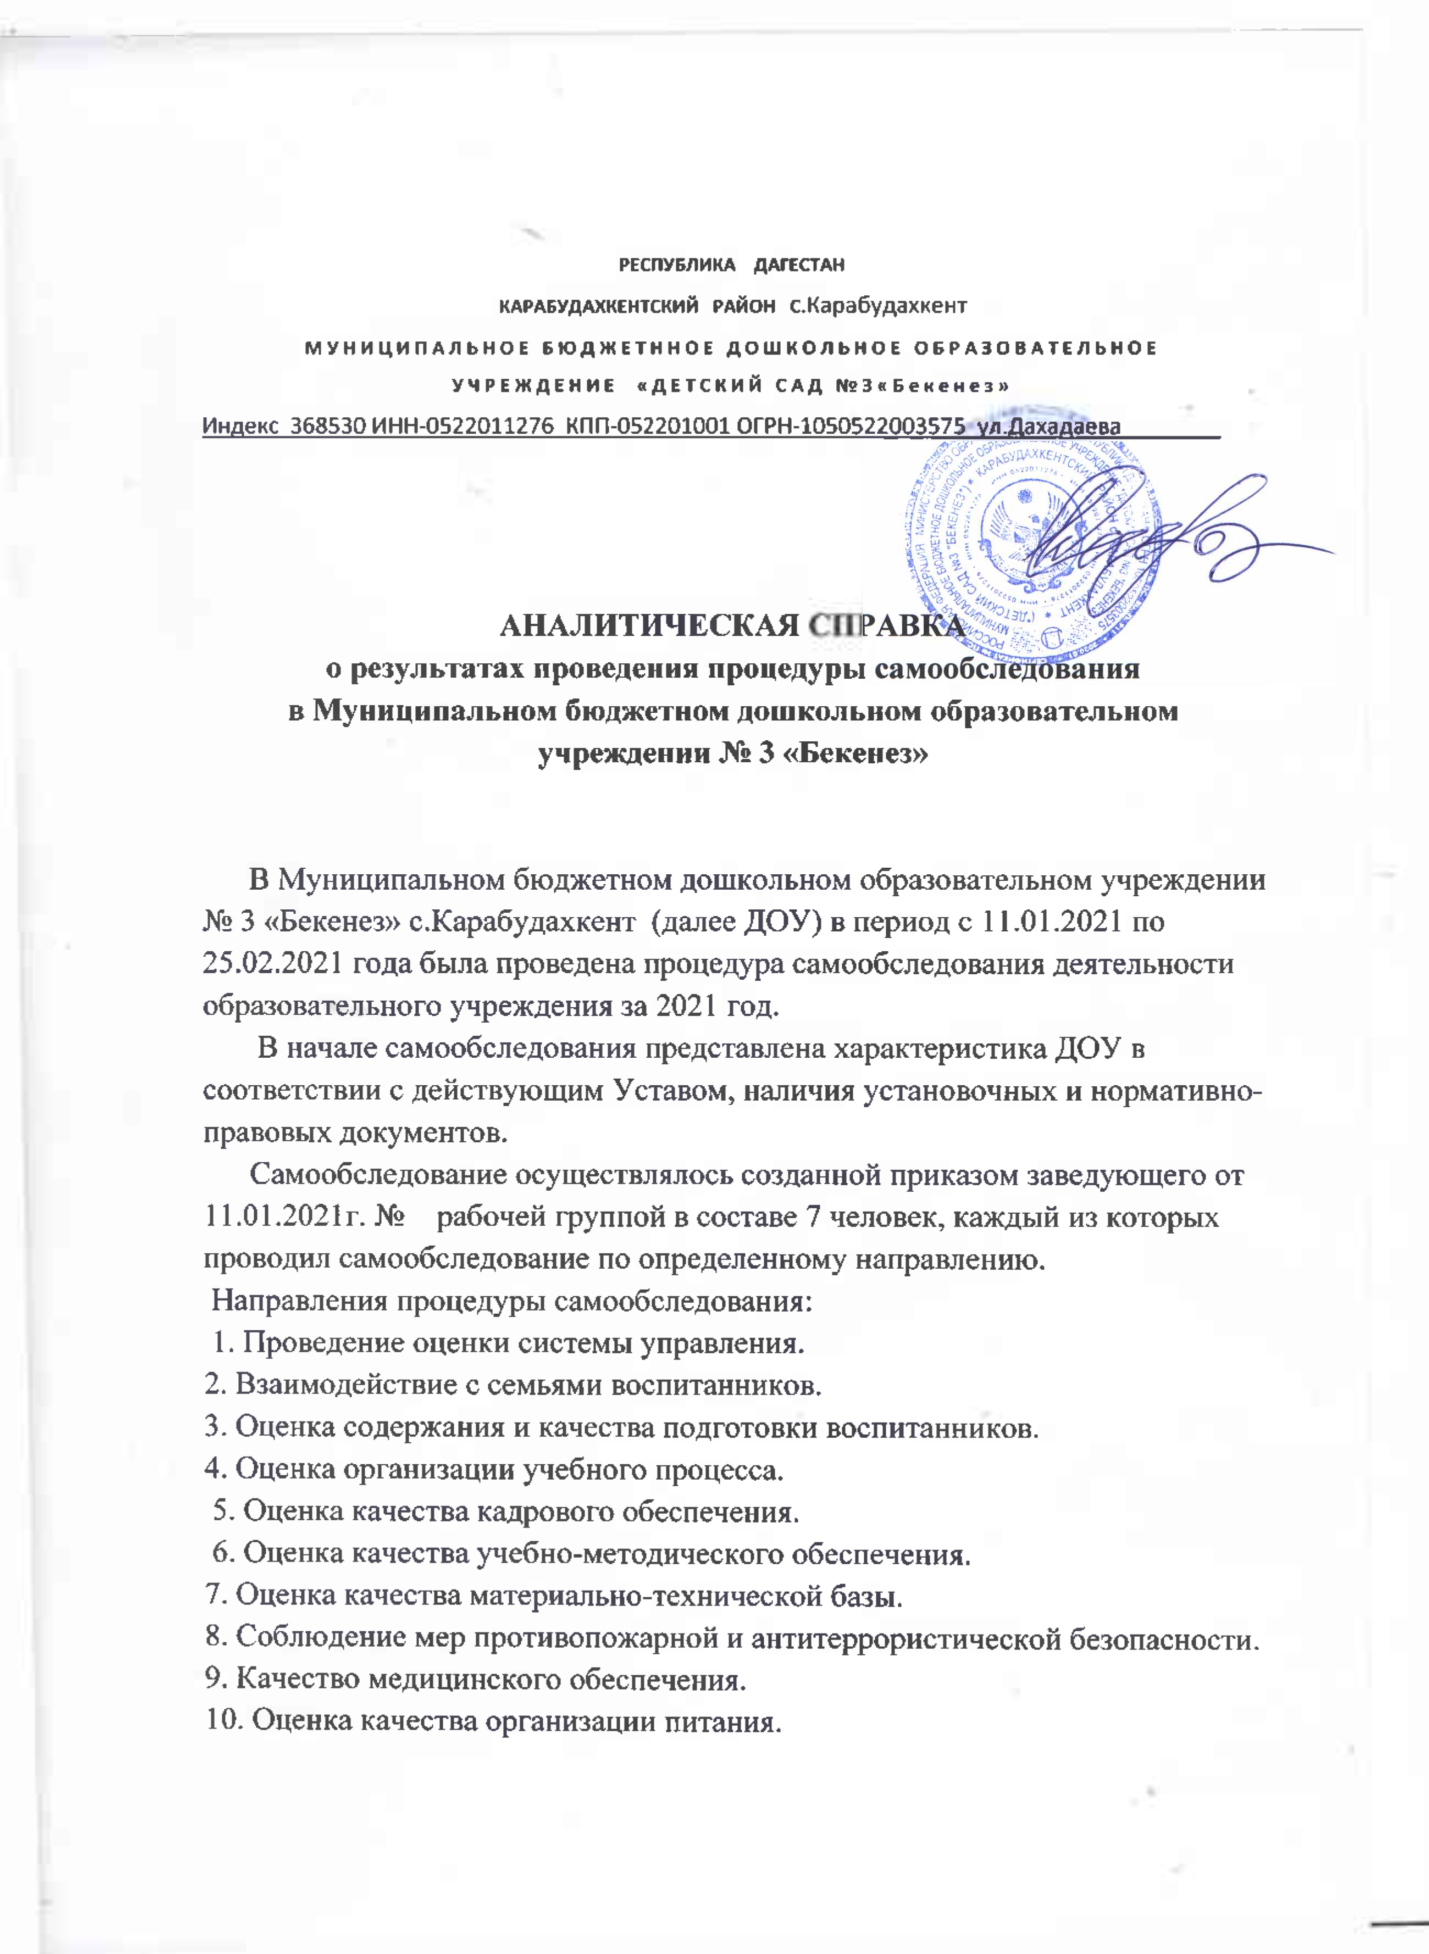 РЕСПУБЛИКА ДАГЕСТАН
КАРАБУДАХКЕНТСКИЙ РАЙОН с.Карабудахкент
МУНИЦИПАЛЬНОЕ БЮДЖЕТННОЕ ДОШКОЛЬНОЕ ОБРАЗОВАТЕЛЬНОЕ
УЧРЕЖДЕНИЕ «ДЕТСКИЙ САД №3«Бекенез»
Индекс 368530 ИНН-0522011276 КПП-052201001 ОГРН-1050522003575 ул.Дахадаева
АНАЛИТИЧЕСКАЯ СПРАВКА
о результатах проведения процедуры самообследования
в Муниципальном бюджетном дошкольном образовательном
учреждении № 3 «Бекенез»
В Муниципальном бюджетном дошкольном образовательном учреждении
№ 3 «Бекенез» с.Карабудахкент (далее ДОУ) в период с 11.01.2021 по
25.02.2021 года была проведена процедура самообследования деятельности
образовательного учреждения за 2021 год.
В начале самообследования представлена характеристика ДОУ в
соответствии с действующим Уставом, наличия установочных и нормативно-
правовых документов.
Самообследование осуществлялось созданной приказом заведующего от
11.01.2021г. № рабочей группой в составе 7 человек, каждый из которых
проводил самообследование по определенному направлению.
Направления процедуры самообследования:
1. Проведение оценки системы управления.
2. Взаимодействие с семьями воспитанников.
3. Оценка содержания и качества подготовки воспитанников.
4. Оценка организации учебного процесса.
5. Оценка качества кадрового обеспечения.
6. Оценка качества учебно-методического обеспечения.
7. Оценка качества материально-технической базы.
8. Соблюдение мер противопожарной и антитеррористической безопасности.
9. Качество медицинского обеспечения.
10. Оценка качества организации питания.